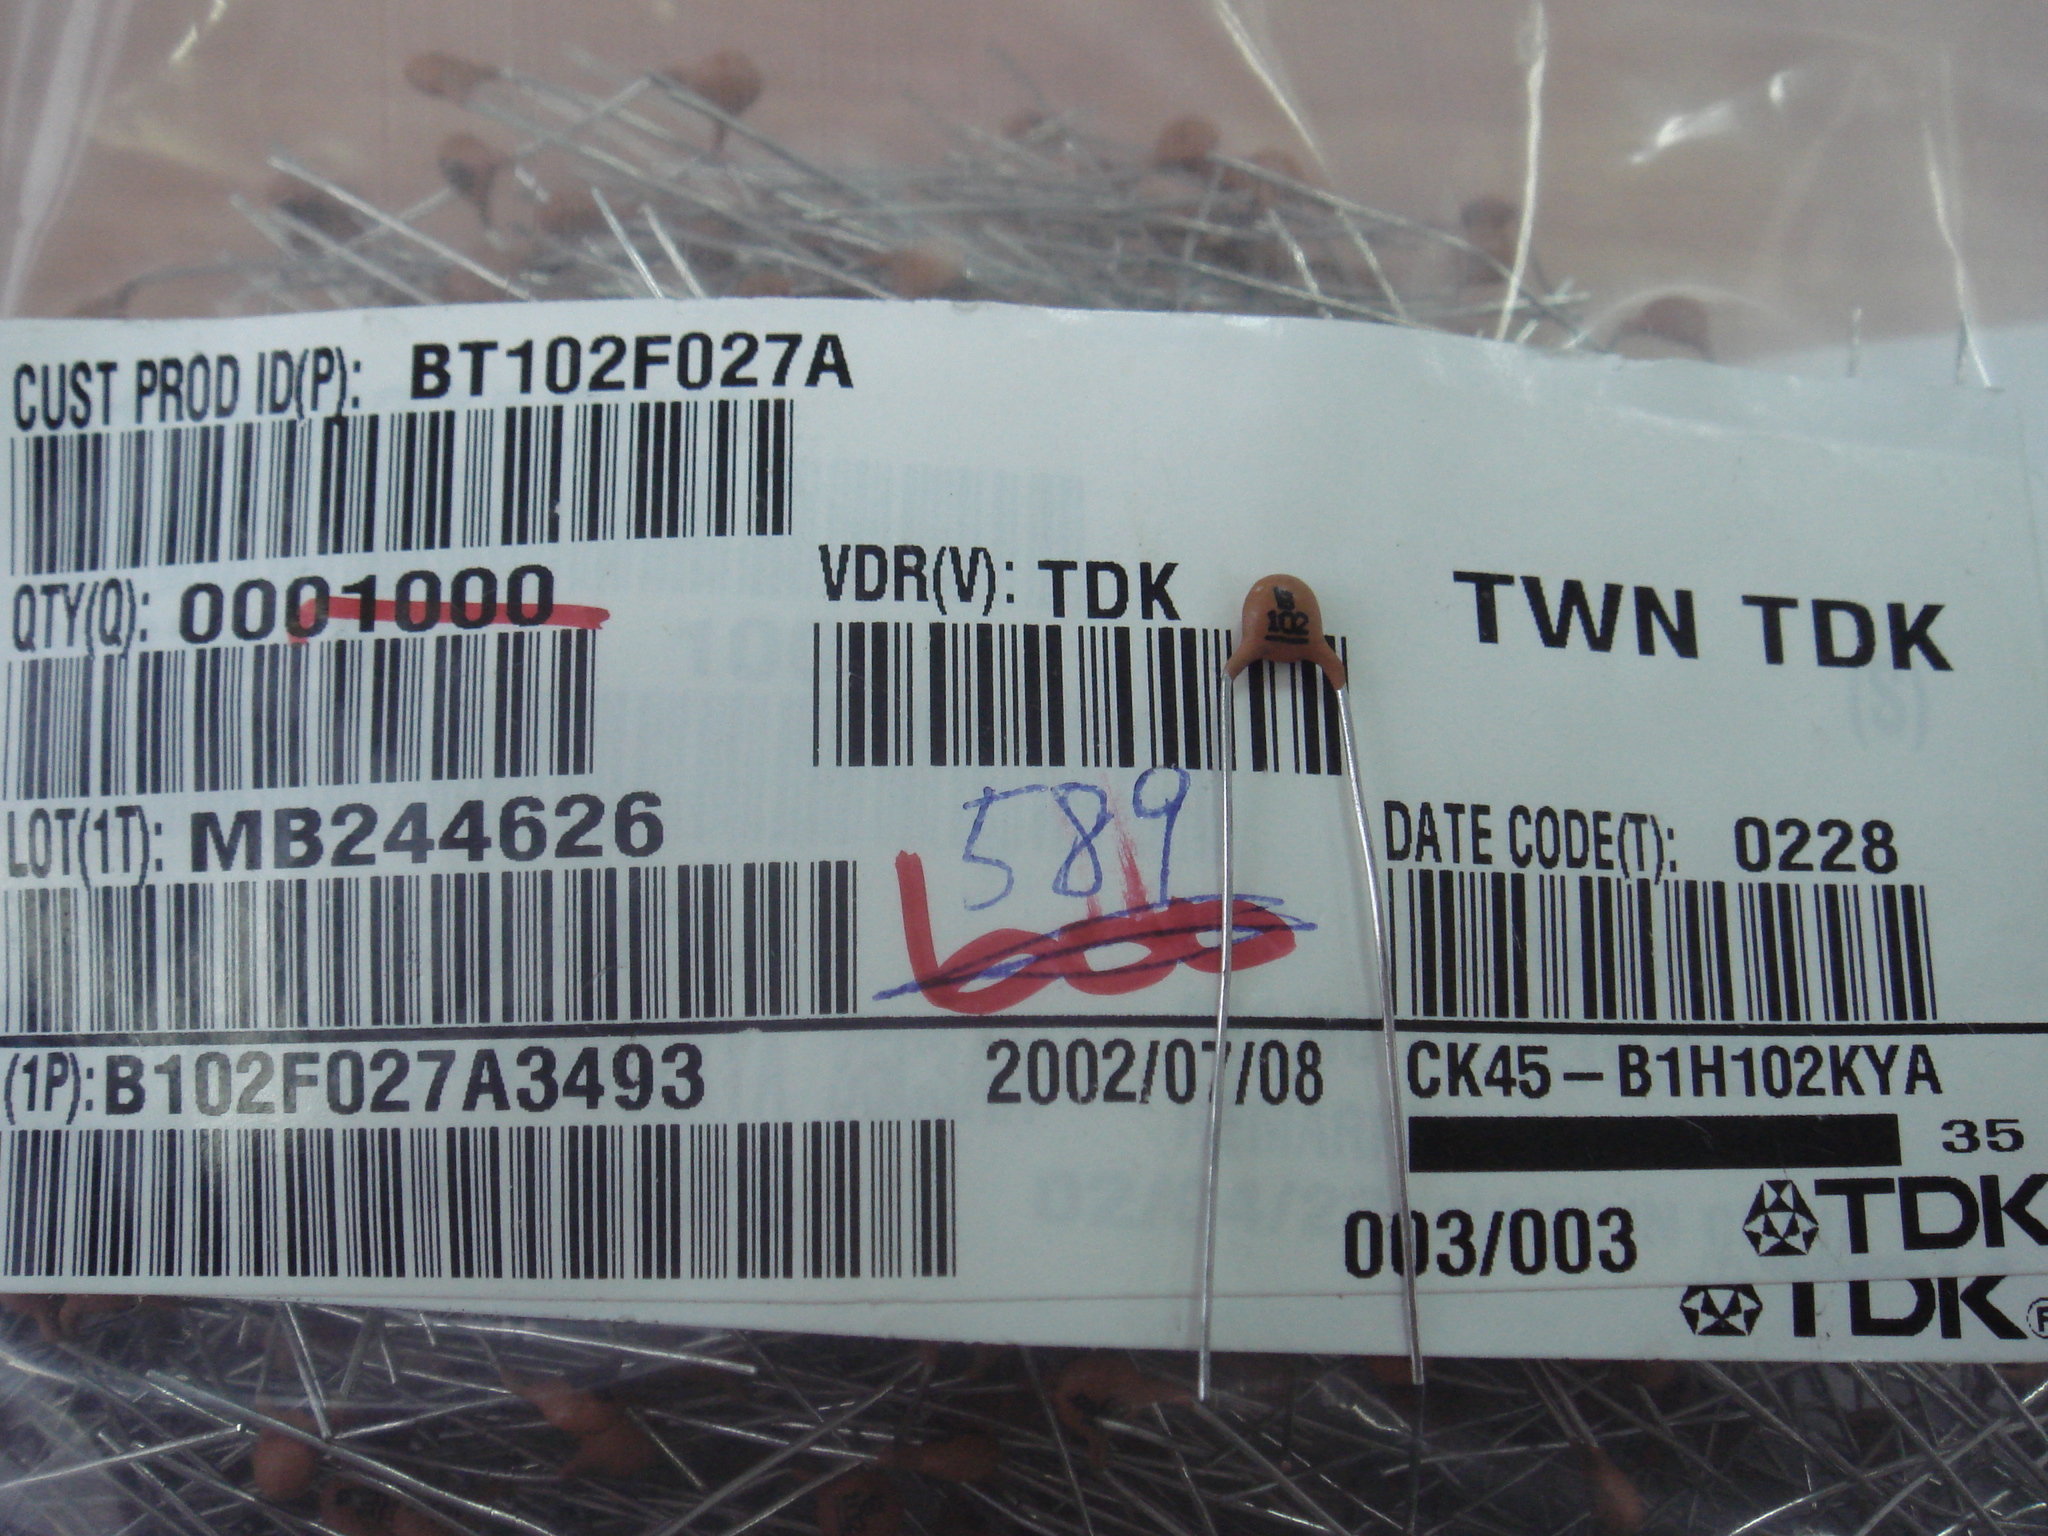 CUST PROD ID(P): BT102F027A
QTY(Q): 0001000
VDR(V): TDK
TWN TDK
102
LOT(1T): MB244626
589
600
DATE CODE(T): 0228
(1P): B102F027A3493
2002/07/08
CK45-B1H102KYA
35
003/003
TDK
TDK